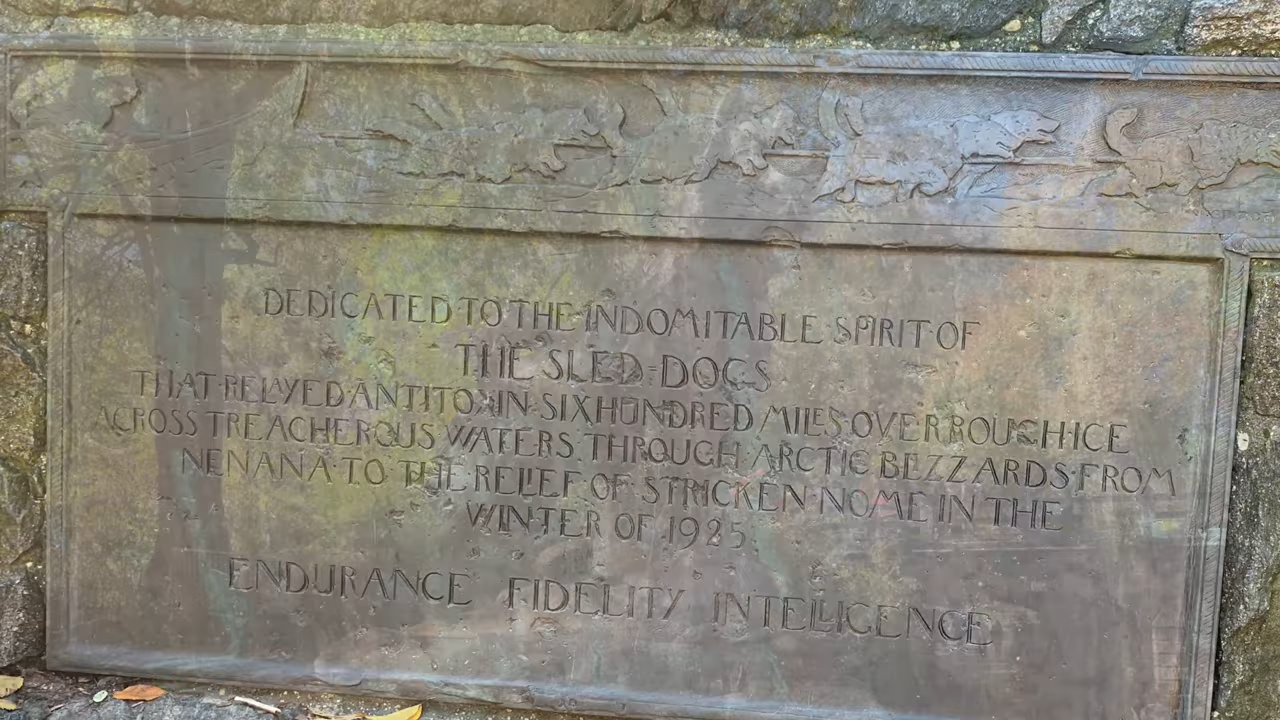 DEDICATED TO THE INDOMITABLE SPIRIT OF
THE SLED DOGS
THAT RELAYED ANTITOXIN SIX HUNDRED MILES OVER ROUGH ICE
ACROSS TREACHEROUS WATERS THROUGH ARCTIC BLIZZARDS FROM
NENANA TO THE RELIEF OF STRICKEN NOME IN THE
WINTER OF 1925
ENDURANCE FIDELITY INTELLIGENCE